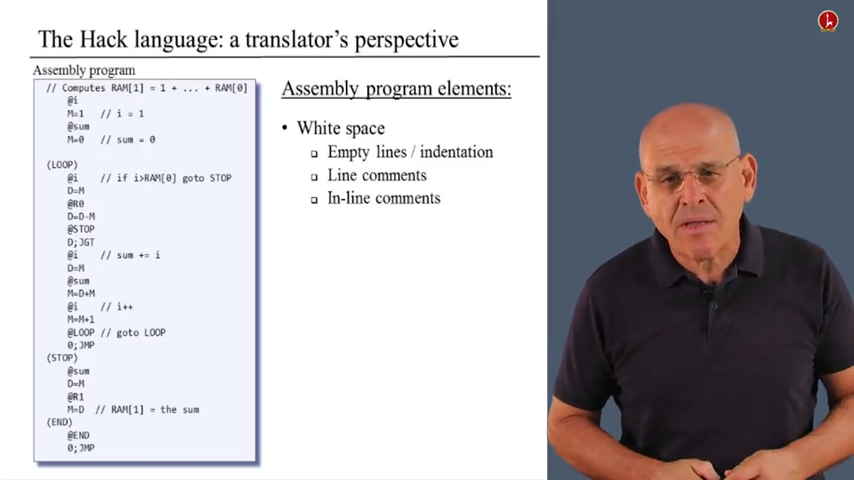 The Hack language: a translator's perspective
Assembly program
// Computes RAM[1] = 1 + ... + RAM[0]
@i
M=1 // i = 1
@sum
M=0 // sum = 0
(LOOP)
@i // if i>RAM[0] goto STOP
D=M
@R0
D=D-M
@STOP
D;JGT
@i // sum += i
D=M
@sum
M=D+M
@i // i++
M=M+1
@LOOP // goto LOOP
0;JMP
(STOP)
@sum
D=M
@R1
M=D // RAM[1] = the sum
(END)
@END
0;JMP
Assembly program elements:
• White space
❑ Empty lines / indentation
❑ Line comments
❑ In-line comments